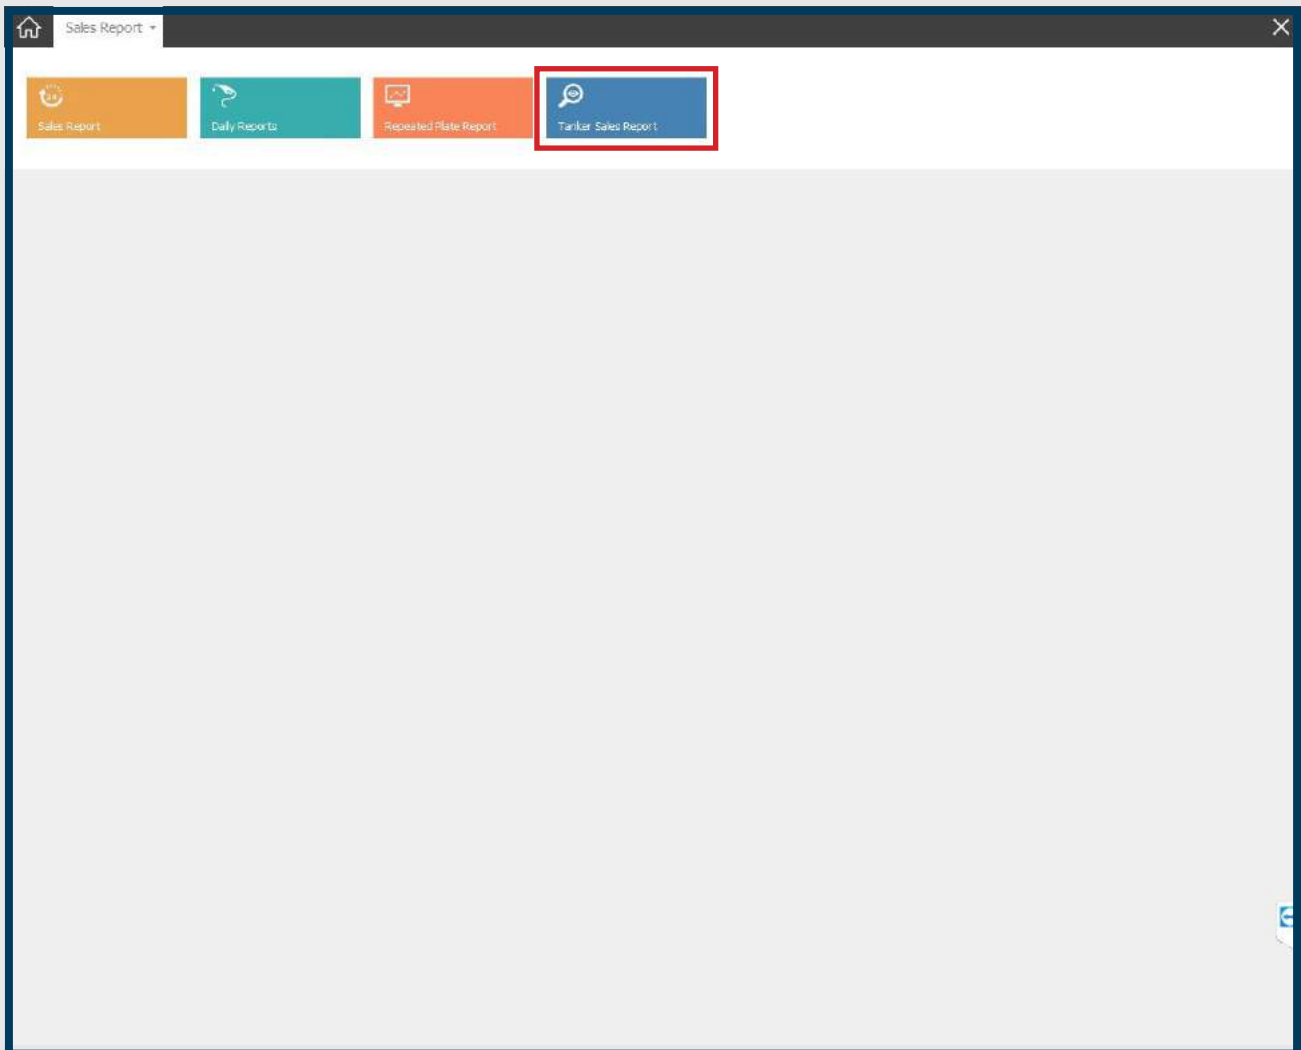 Sales Report
Sales Report
Daily Reports
Repeated Plate Report
Tanker Sales Report